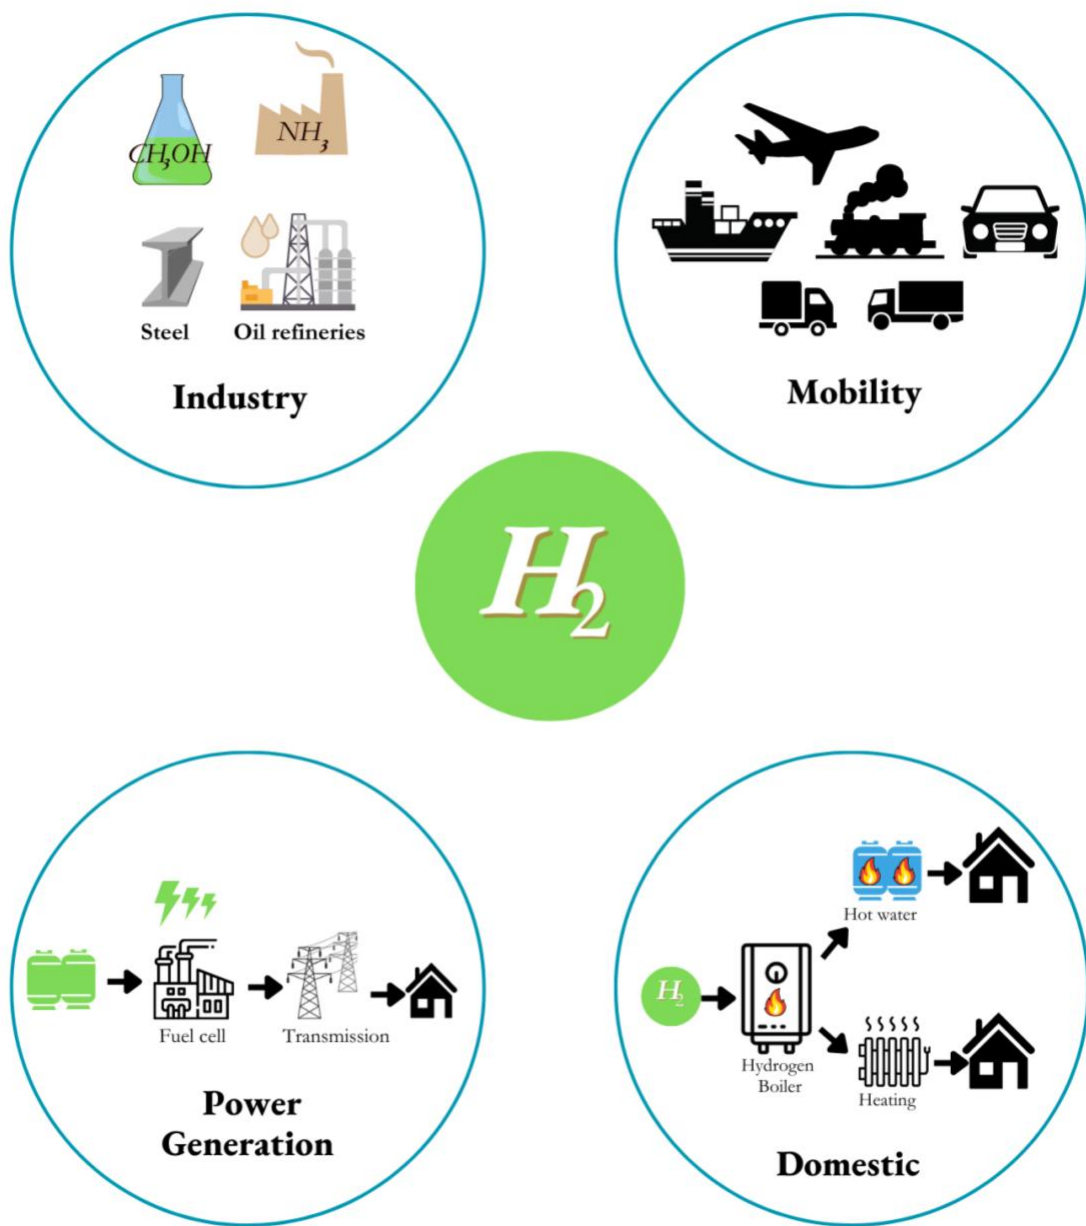 CH₃OH
NH₃
Steel
Oil refineries
Industry
Mobility
H₂
Fuel cell
Transmission
Power
Generation
Hot water
H₂
Hydrogen
Boiler
Heating
Domestic